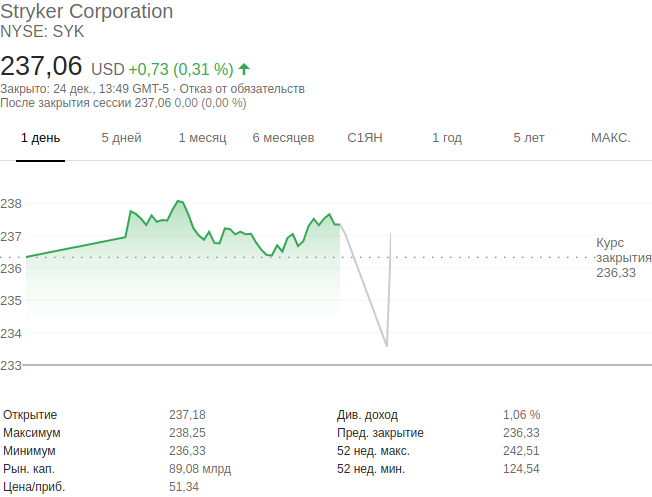 Stryker Corporation
NYSE: SYK
237,06 USD +0,73 (0,31 %)
Закрыто: 24 дек., 13:49 GMT-5 · Отказ от обязательств
После закрытия сессии 237,06 0,00 (0,00 %)
1 день 5 дней 1 месяц 6 месяцев С1ЯН 1 год 5 лет МАКС.
238
237
236
235
234
233
Курс
закрытия
236,33
Открытие 237,18 Див. доход 1,06 %
Максимум 238,25 Пред. закрытие 236,33
Минимум 236,33 52 нед. макс. 242,51
Рын. кап. 89,08 млрд 52 нед. мин. 124,54
Цена/приб. 51,34